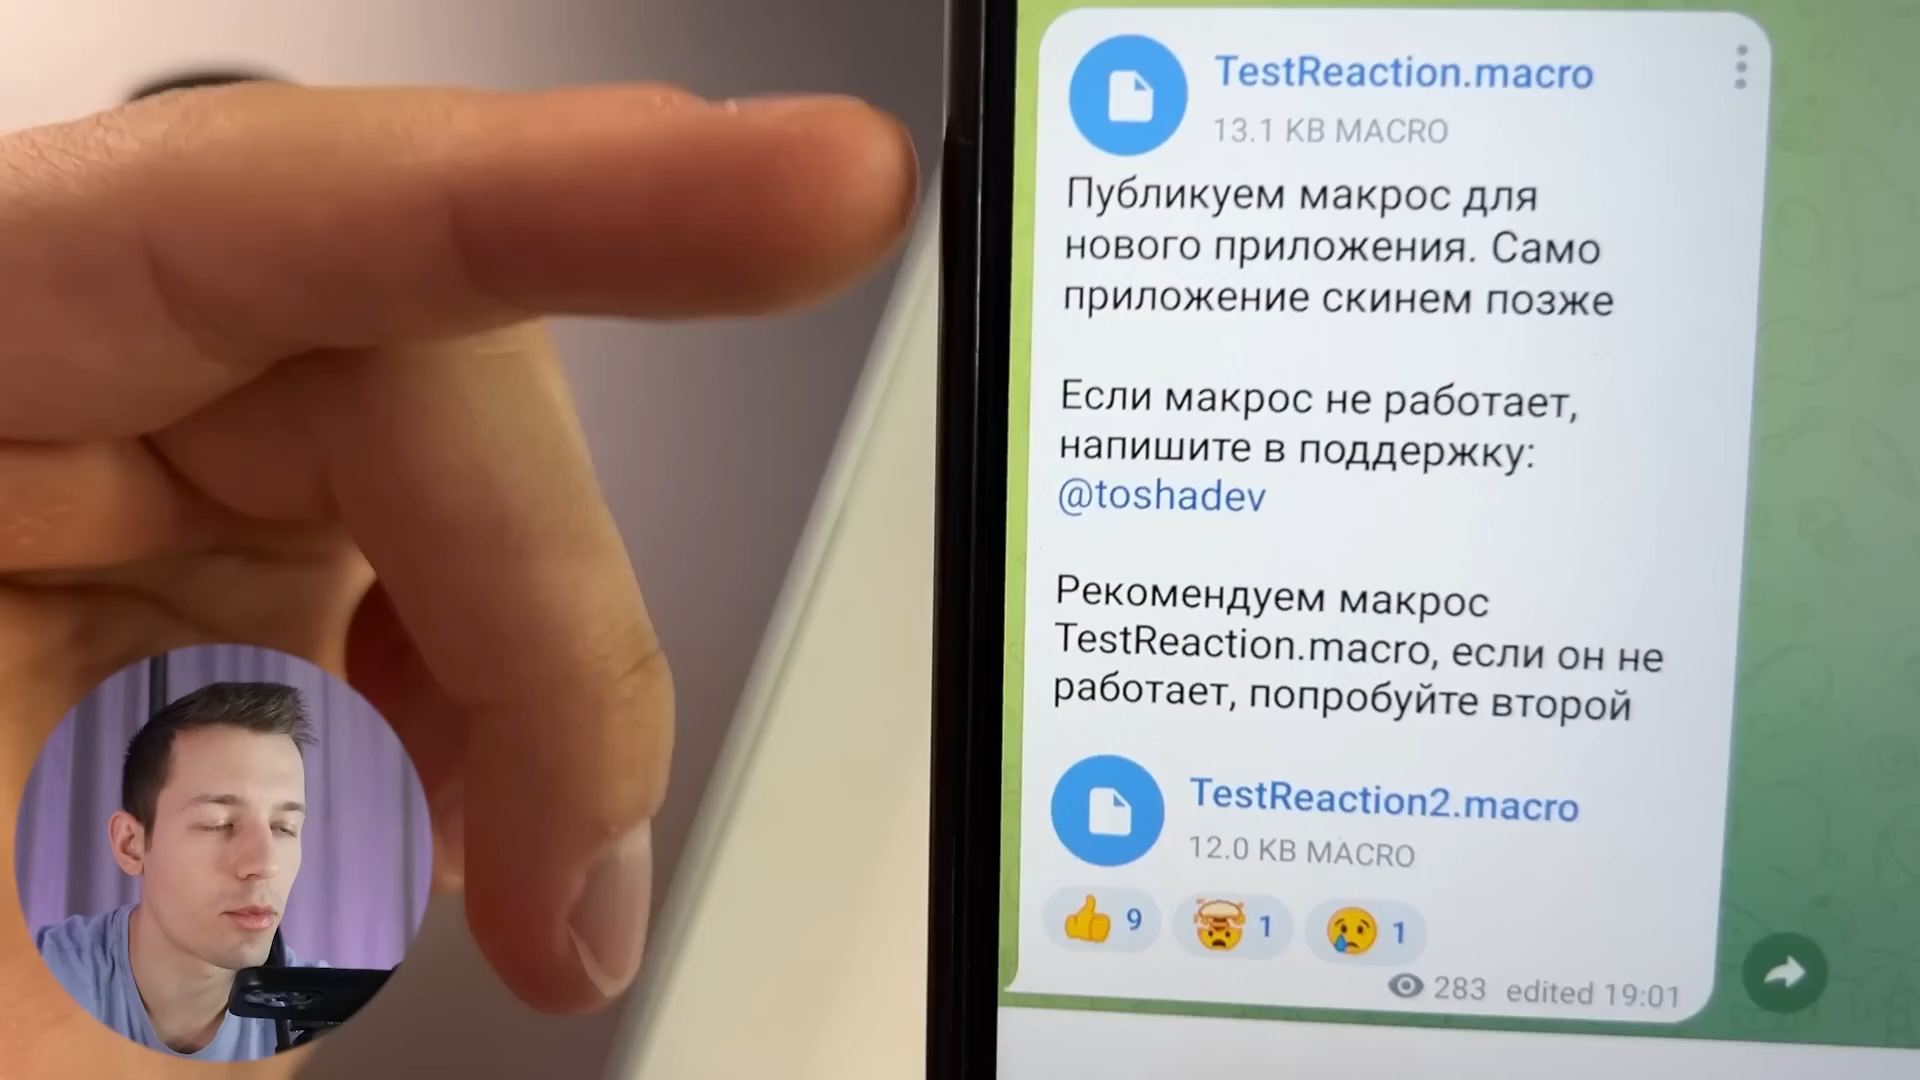 TestReaction.macro
13.1 KB MACRO
Публикуем макрос для
нового приложения. Само
приложение скинем позже
Если макрос не работает,
напишите в поддержку:
@toshadev
Рекомендуем макрос
TestReaction.macro, если он не
работает, попробуйте второй
TestReaction2.macro
12.0 KB MACRO
9 1 1
283 edited 19:01